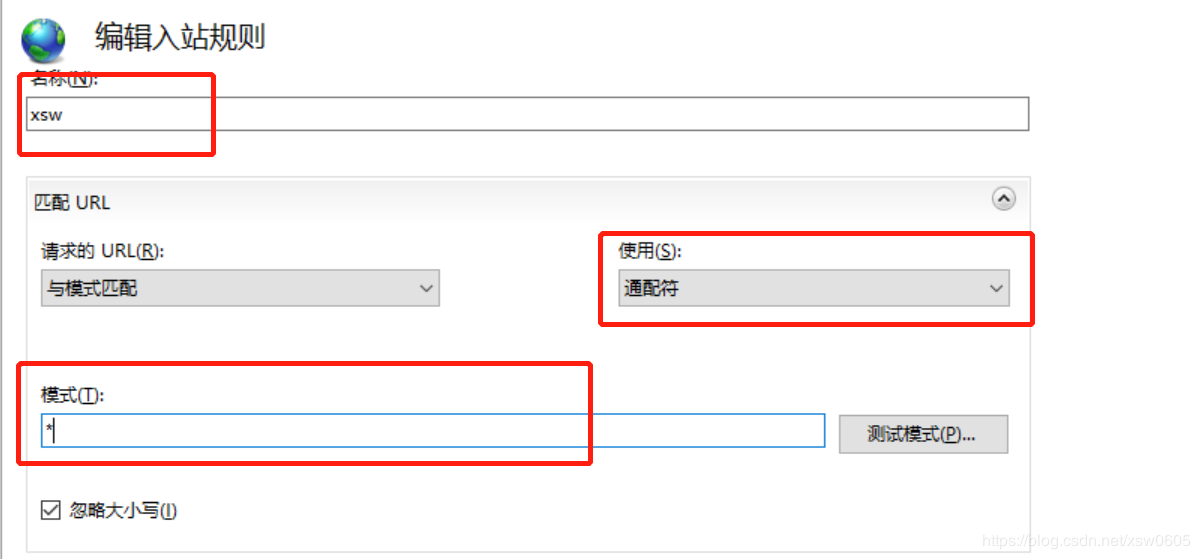 编辑入站规则
名称(N):
xsw
匹配 URL
请求的 URL(R):
使用(S):
与模式匹配
通配符
模式(T):
*
测试模式(P)...
忽略大小写(I)
https://blog.csdn.net/xsw0605